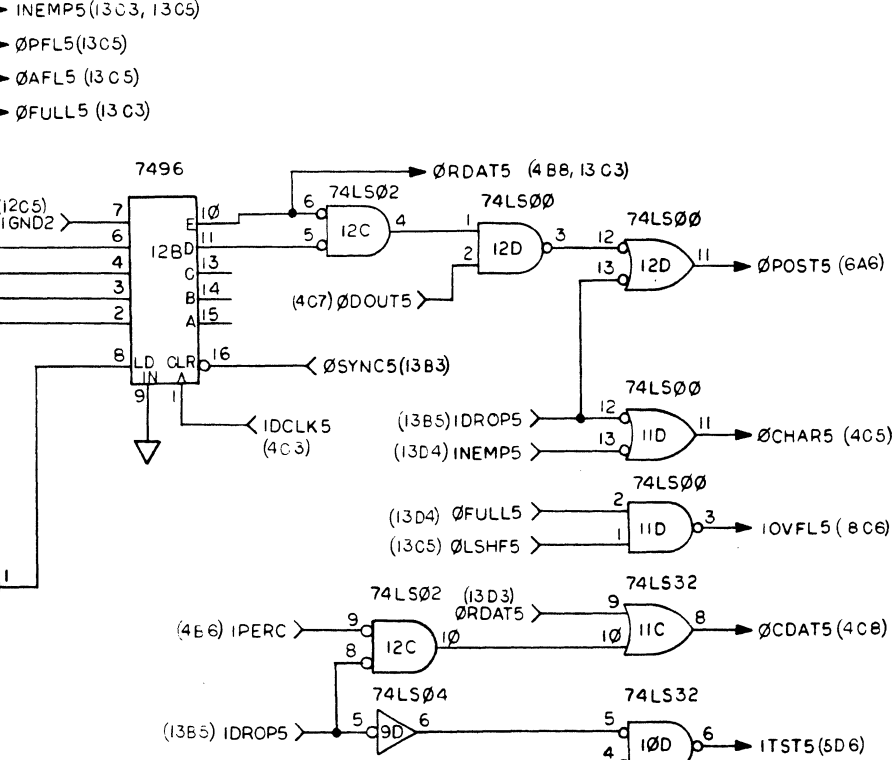 INEMP5(13C3, 13C5)
ØPFL5(13C5)
ØAFL5 (13C5)
ØFULL5 (13C3)
7496
ØRDAT5 (4B8, 13C3)
74LSØ2
74LSØØ
74LSØØ
(12C5)
1GND2
7
E
1Ø
6
12C
4
1
12D
3
12
12D
11
ØPOST5 (6A6)
6
12B
D
11
5
2
13
4
C
13
3
B
14
(4C7) ØDOUT5
2
A
15
8
LD
CLR
16
ØSYNC5(13B3)
IN
9
1
1DCLK5
(4C3)
74LSØØ
(13B5) 1DROP5
12
11D
11
ØCHAR5 (4C5)
(13D4) INEMP5
13
74LSØØ
(13D4) ØFULL5
2
11D
3
1OVFL5 (8C6)
(13C5) ØLSHF5
1
1
74LSØ2
(13D3)
ØRDAT5
74LS32
9
11C
8
ØCDAT5 (4C8)
(4B6) 1PERC
9
12C
1Ø
1Ø
8
74LSØ4
74LS32
(13B5) 1DROP5
5
9D
6
5
1ØD
6
1TST5(5D6)
4